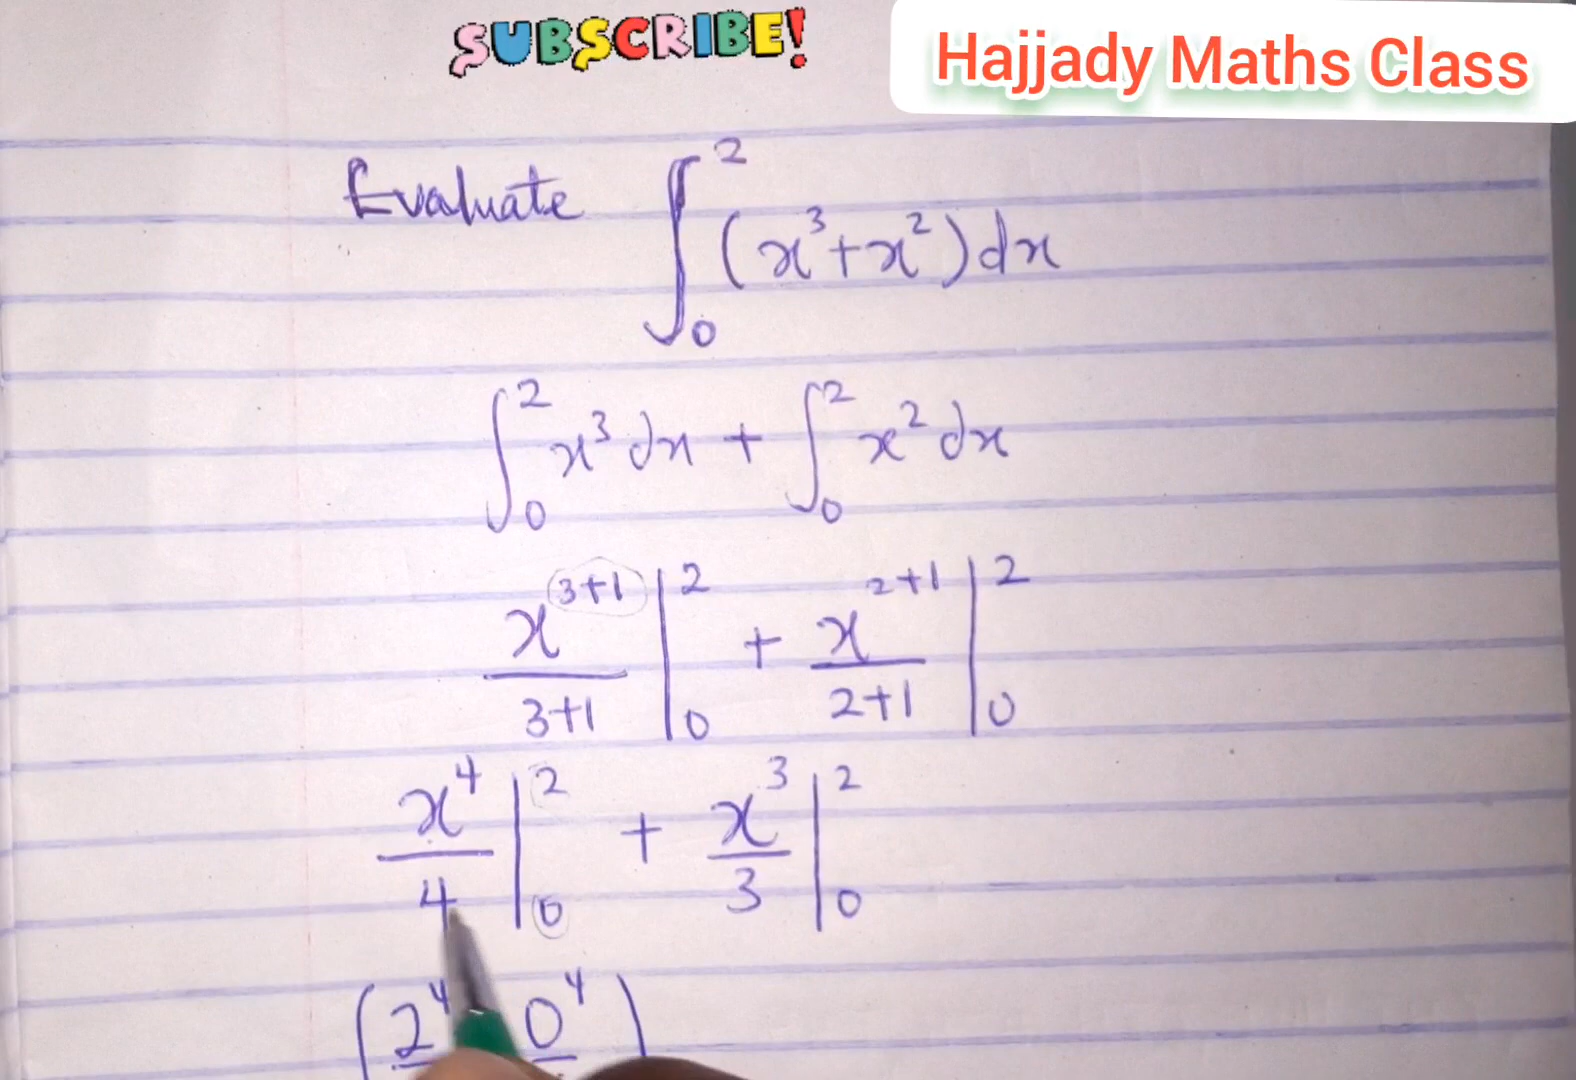 SUBSCRIBE!
Hajjady Maths Class
Evaluate ∫₀² (x³+x²)dx
∫₀² x³ dx + ∫₀² x² dx
x^(3+1)/(3+1) |₀² + x^(2+1)/(2+1) |₀²
x⁴/4 |₀² + x³/3 |₀²
(2⁴ 0⁴)